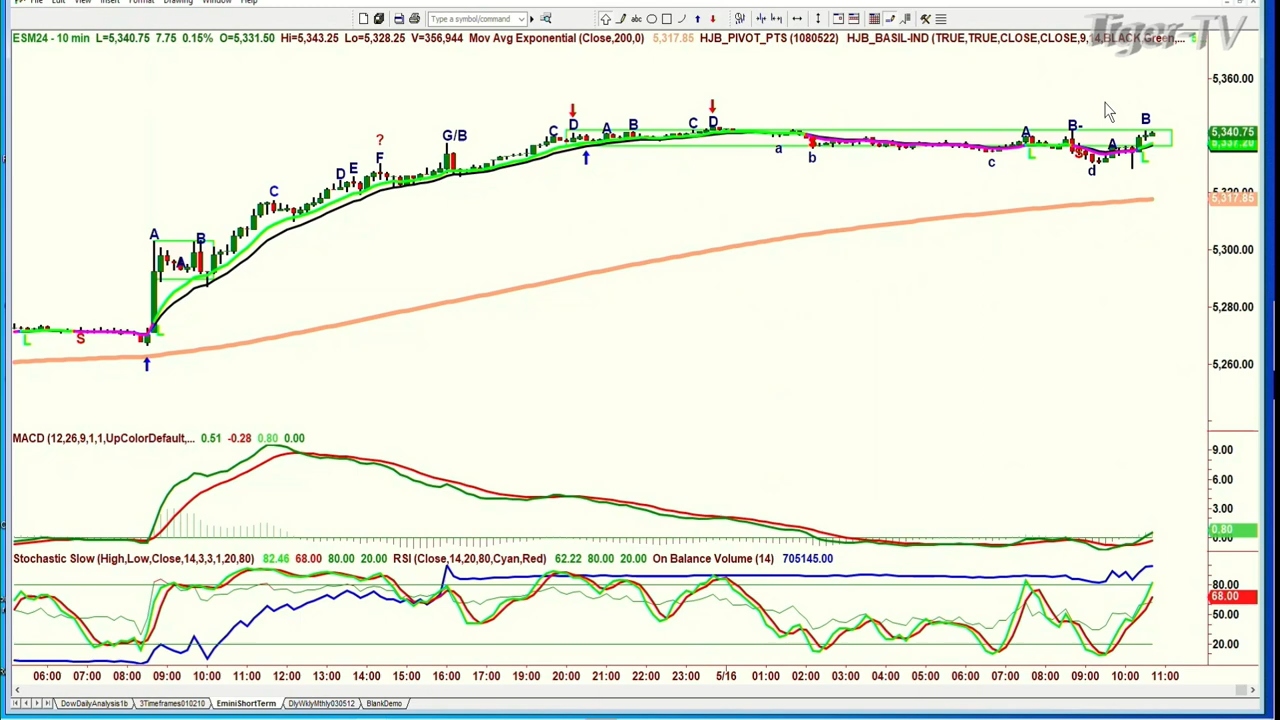 File Edit View Insert Format Drawing Window Help
Type a symbol/command
Tiger-TV
ESM24 - 10 min L=5,340.75 7.75 0.15% O=5,331.50 Hi=5,343.25 Lo=5,328.25 V=356,944 Mov Avg Exponential (Close,200,0) 5,317.85 HJB_PIVOT_PTS (1080522) HJB_BASIL-IND (TRUE,TRUE,CLOSE,CLOSE,9,14,BLACK,Green,...
5,360.00
5,340.75
5,337.20
5,320.00
5,317.85
5,300.00
5,280.00
5,260.00
A B A C D E F ? G/B C D A B C D a b c A B- d A B
L S L L S L
MACD (12,26,9,1,1,UpColorDefault,... 0.51 -0.28 0.80 0.00
9.00
6.00
3.00
0.80
0.00
Stochastic Slow (High,Low,Close,14,3,3,1,20,80) 82.46 68.00 80.00 20.00 RSI (Close,14,20,80,Cyan,Red) 62.22 80.00 20.00 On Balance Volume (14) 705145.00
80.00
68.00
50.00
20.00
06:00 07:00 08:00 09:00 10:00 11:00 12:00 13:00 14:00 15:00 16:00 17:00 18:00 19:00 20:00 21:00 22:00 23:00 5/16 01:00 02:00 03:00 04:00 05:00 06:00 07:00 08:00 09:00 10:00 11:00
DowDailyAnalysis1b 3Timeframes010210 EminiShortTerm DlyWklyMthly030512 BlankDemo